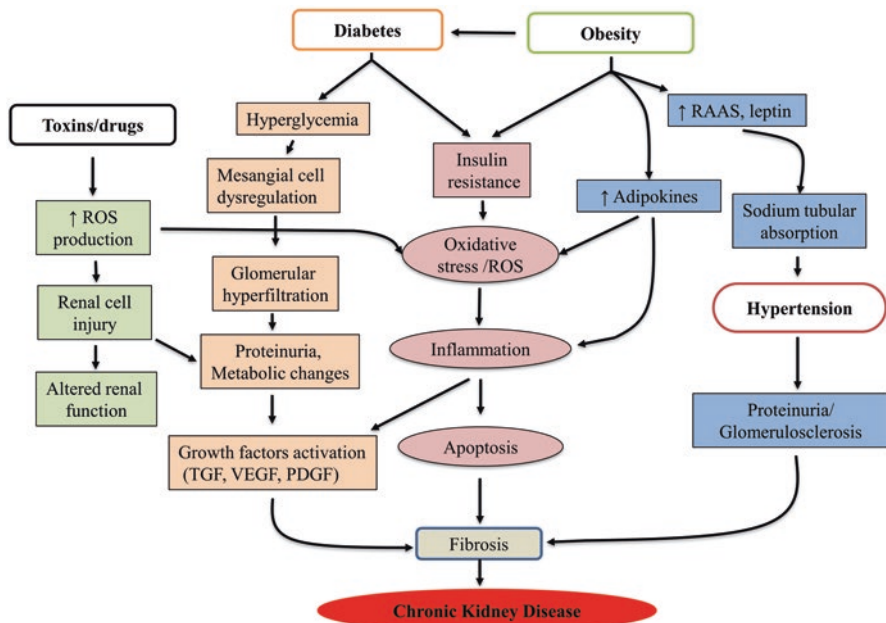 Diabetes
Obesity
Toxins/drugs
Hyperglycemia
↑ RAAS, leptin
Mesangial cell
dysregulation
Insulin
resistance
↑ Adipokines
Sodium tubular
absorption
↑ ROS
production
Oxidative
stress /ROS
Glomerular
hyperfiltration
Hypertension
Renal cell
injury
Inflammation
Proteinuria,
Metabolic changes
Altered renal
function
Proteinuria/
Glomerulosclerosis
Growth factors activation
(TGF, VEGF, PDGF)
Apoptosis
Fibrosis
Chronic Kidney Disease